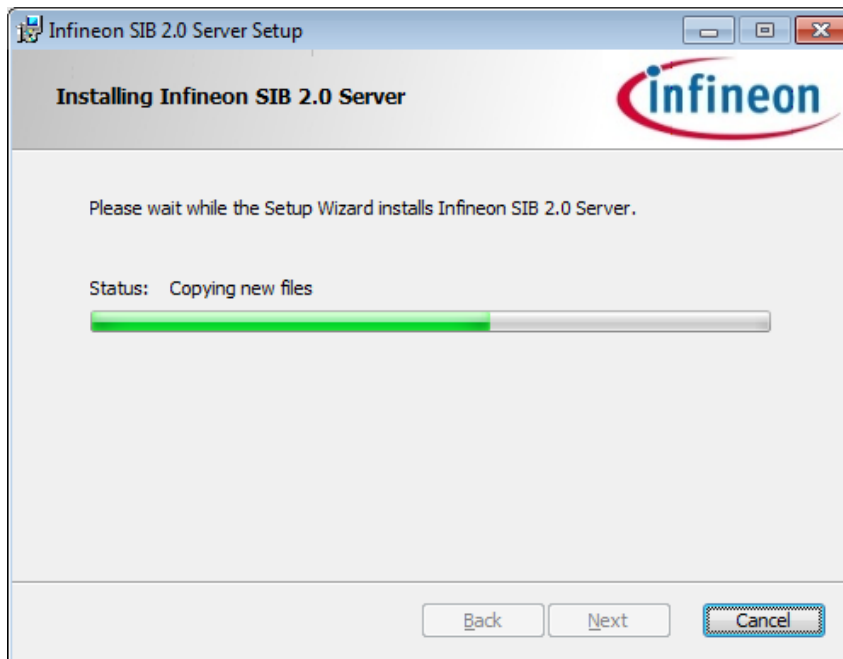 Infineon SIB 2.0 Server Setup
Installing Infineon SIB 2.0 Server
infineon
Please wait while the Setup Wizard installs Infineon SIB 2.0 Server.
Status: Copying new files
Back Next Cancel